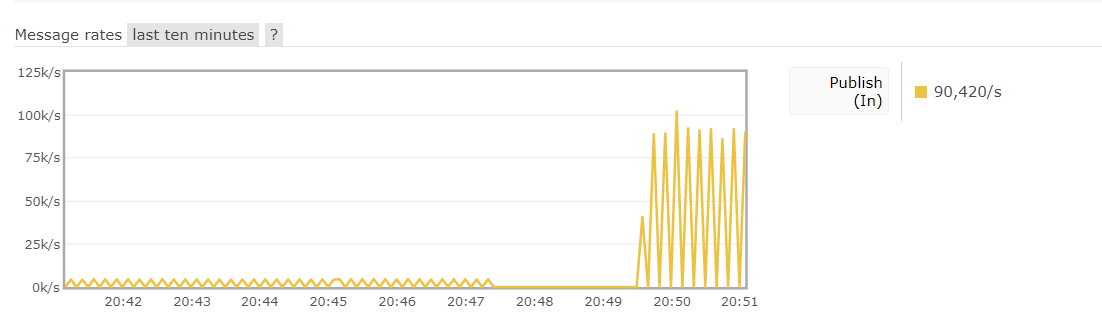 Message rates last ten minutes ?
125k/s
100k/s
75k/s
50k/s
25k/s
0k/s
20:42 20:43 20:44 20:45 20:46 20:47 20:48 20:49 20:50 20:51
Publish
(In)
90,420/s